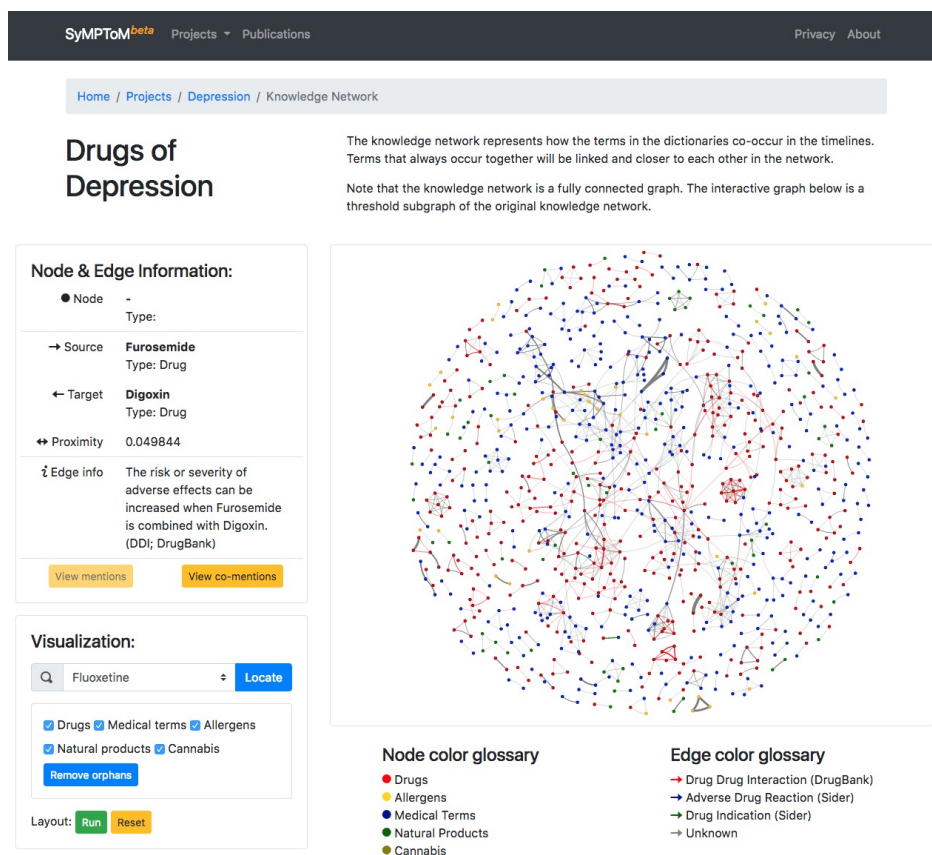 SyMPToMbeta Projects Publications Privacy About
Home / Projects / Depression / Knowledge Network
Drugs of
Depression
The knowledge network represents how the terms in the dictionaries co-occur in the timelines.
Terms that always occur together will be linked and closer to each other in the network.
Note that the knowledge network is a fully connected graph. The interactive graph below is a
threshold subgraph of the original knowledge network.
Node & Edge Information:
Node -
Type:
Source Furosemide
Type: Drug
Target Digoxin
Type: Drug
Proximity 0.049844
Edge info The risk or severity of
adverse effects can be
increased when Furosemide
is combined with Digoxin.
(DDI; DrugBank)
View mentions View co-mentions
Visualization:
Fluoxetine Locate
Drugs Medical terms Allergens
Natural products Cannabis
Remove orphans
Layout: Run Reset
Node color glossary
Drugs
Allergens
Medical Terms
Natural Products
Cannabis
Edge color glossary
Drug Drug Interaction (DrugBank)
Adverse Drug Reaction (Sider)
Drug Indication (Sider)
Unknown